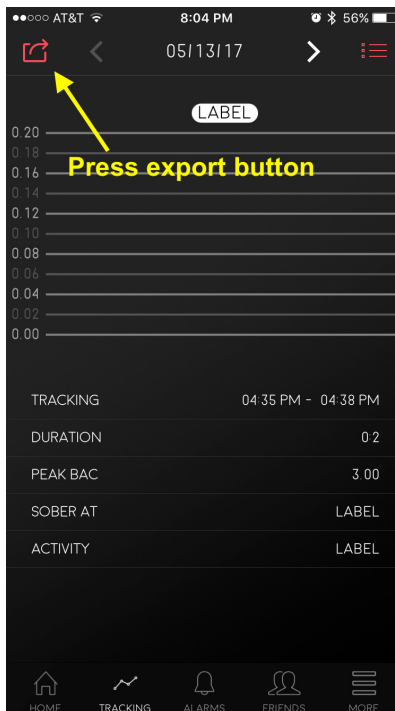 AT&T 8:04 PM 56%
05/13/17
LABEL
0.20
0.18
0.16
Press export button
0.14
0.12
0.10
0.08
0.06
0.04
0.02
0.00
TRACKING 04:35 PM - 04:38 PM
DURATION 0:2
PEAK BAC 3.00
SOBER AT LABEL
ACTIVITY LABEL
HOME TRACKING ALARMS FRIENDS MORE